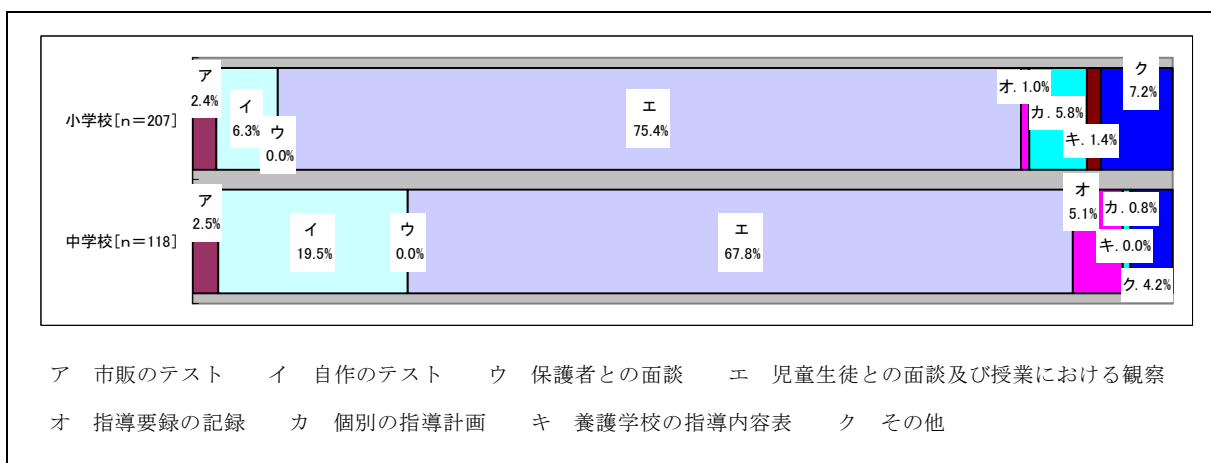 ア
2.4%
イ
6.3%
ウ
0.0%
エ
75.4%
オ. 1.0%
カ. 5.8%
キ. 1.4%
ク
7.2%
小学校[n＝207]
ア
2.5%
イ
19.5%
ウ
0.0%
エ
67.8%
オ
5.1%
カ. 0.8%
キ. 0.0%
ク. 4.2%
中学校[n＝118]
ア　市販のテスト　　イ　自作のテスト　　ウ　保護者との面談　　エ　児童生徒との面談及び授業における観察
オ　指導要録の記録　　カ　個別の指導計画　　キ　養護学校の指導内容表　　ク　その他